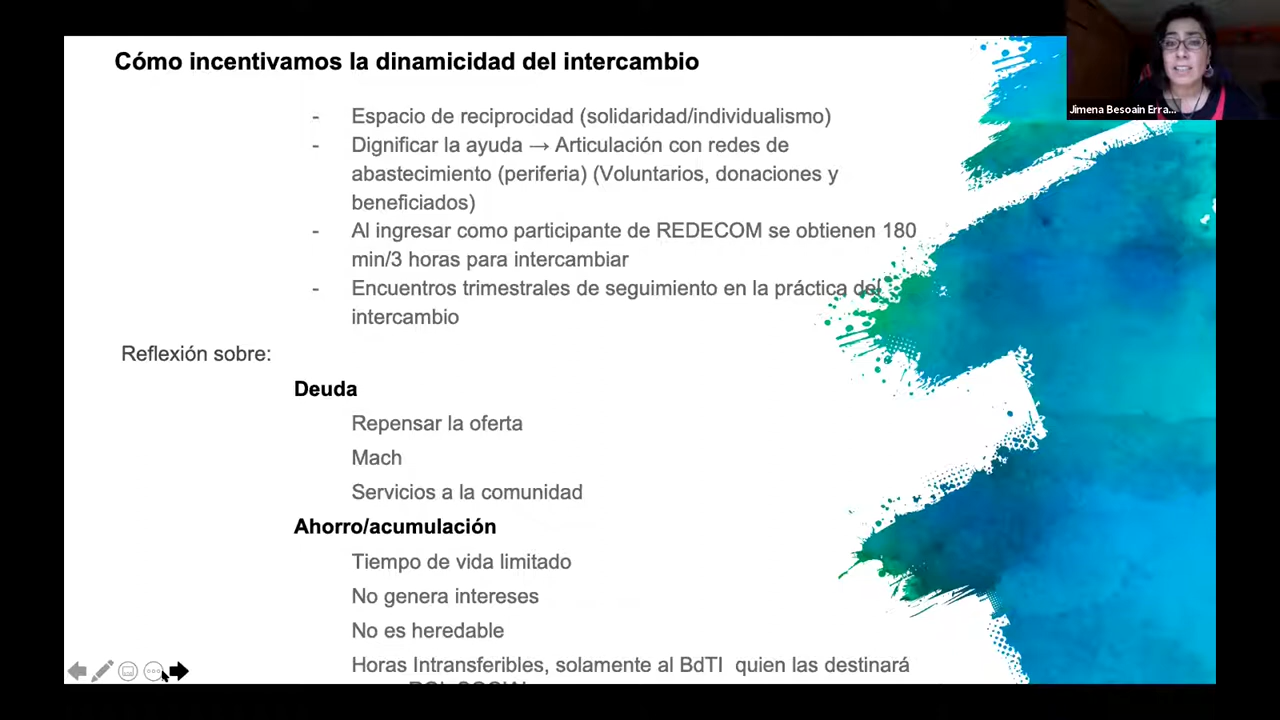 Cómo incentivamos la dinamicidad del intercambio
Jimena Besoain Erra...
- Espacio de reciprocidad (solidaridad/individualismo)
- Dignificar la ayuda → Articulación con redes de
abastecimiento (periferia) (Voluntarios, donaciones y
beneficiados)
- Al ingresar como participante de REDECOM se obtienen 180
min/3 horas para intercambiar
- Encuentros trimestrales de seguimiento en la práctica del
intercambio
Reflexión sobre:
Deuda
Repensar la oferta
Mach
Servicios a la comunidad
Ahorro/acumulación
Tiempo de vida limitado
No genera intereses
No es heredable
Horas Intransferibles, solamente al BdTI quien las destinará